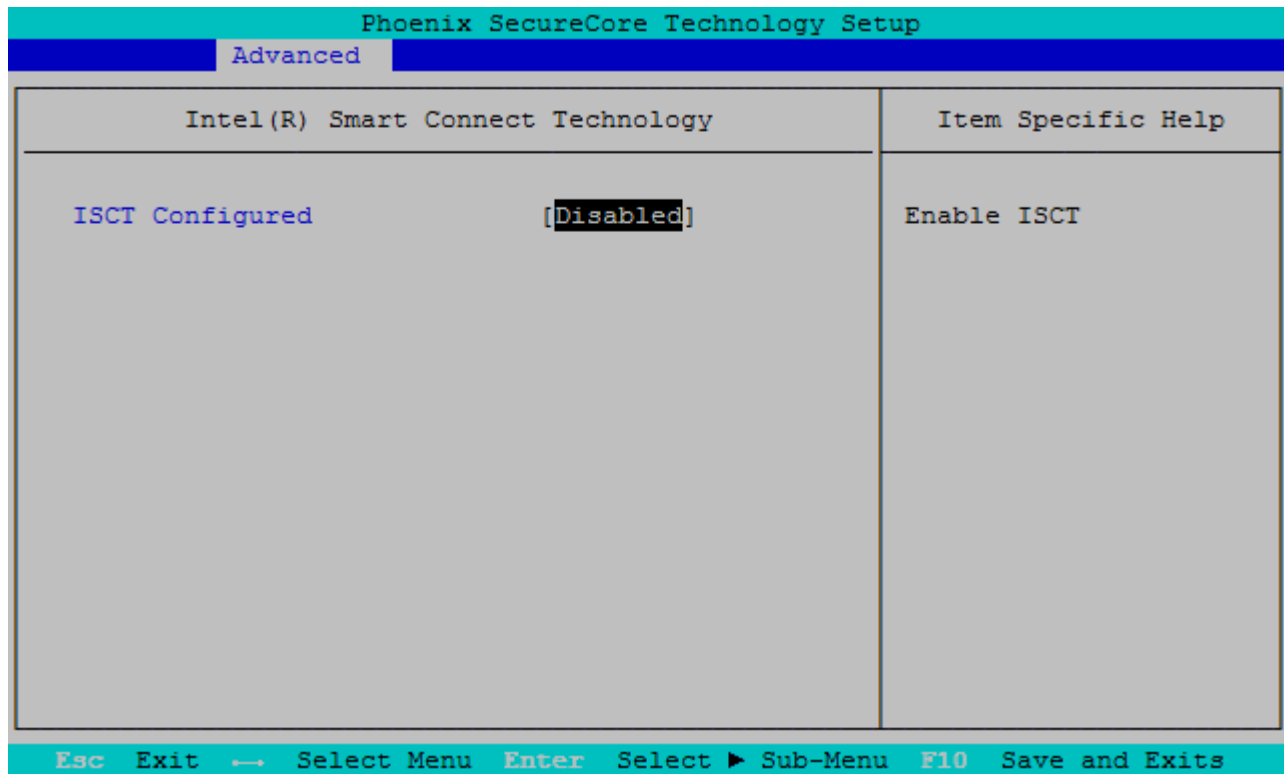 Phoenix SecureCore Technology Setup
Advanced
Intel(R) Smart Connect Technology
Item Specific Help
ISCT Configured [Disabled]
Enable ISCT
Esc Exit ↔ Select Menu Enter Select ▶ Sub-Menu F10 Save and Exits